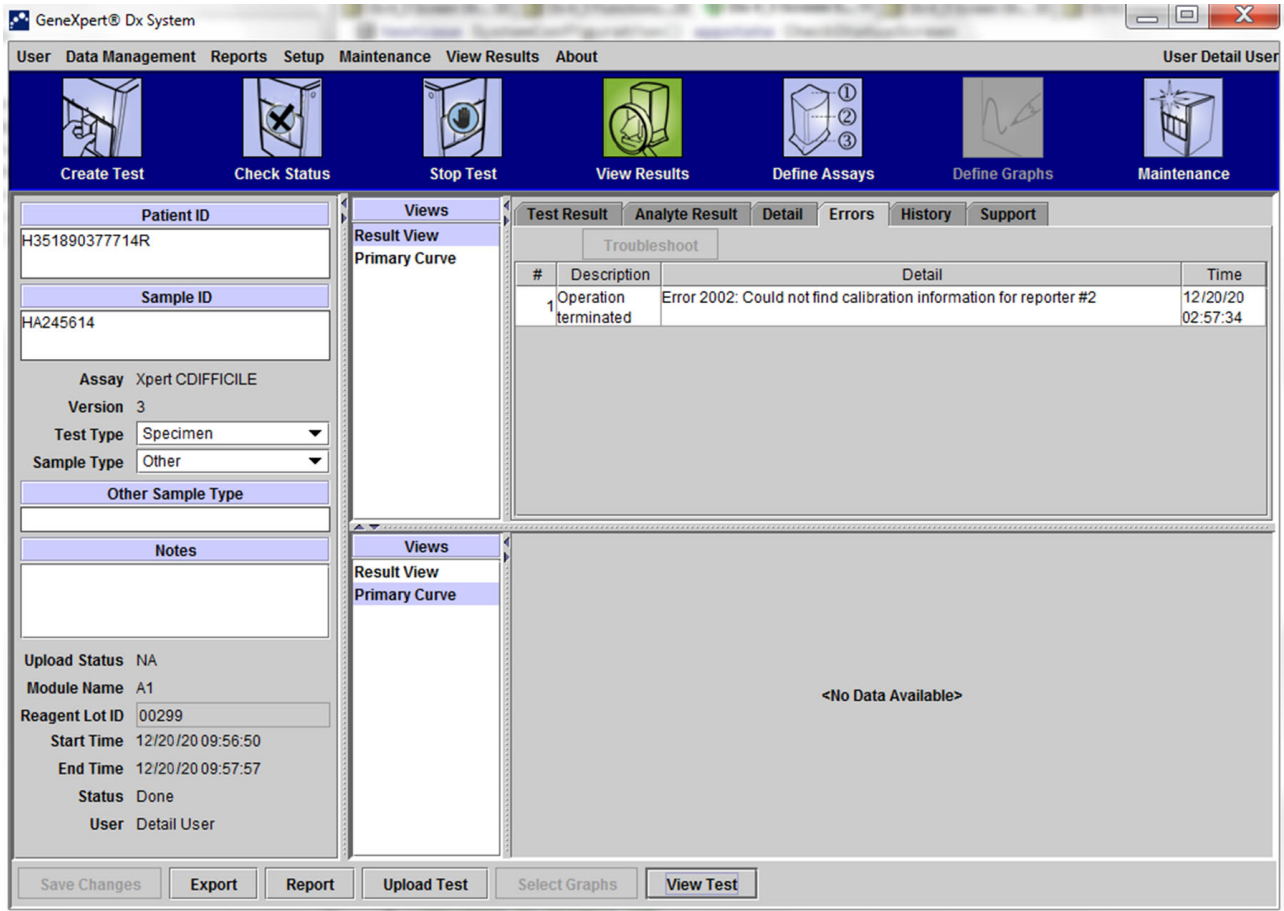 GeneXpert® Dx System
User Data Management Reports Setup Maintenance View Results About
User Detail User
Create Test
Check Status
Stop Test
① ② ③
View Results
Define Assays
Define Graphs
Maintenance
Patient ID
H351890377714R
Sample ID
HA245614
Assay Xpert CDIFFICILE
Version 3
Test Type Specimen
Sample Type Other
Other Sample Type
Notes
Upload Status NA
Module Name A1
Reagent Lot ID 00299
Start Time 12/20/20 09:56:50
End Time 12/20/20 09:57:57
Status Done
User Detail User
Views
Result View
Primary Curve
Test Result Analyte Result Detail Errors History Support
Troubleshoot
# Description Detail Time
1 Operation terminated Error 2002: Could not find calibration information for reporter #2 12/20/20 02:57:34
Views
Result View
Primary Curve
<No Data Available>
Save Changes Export Report Upload Test Select Graphs View Test